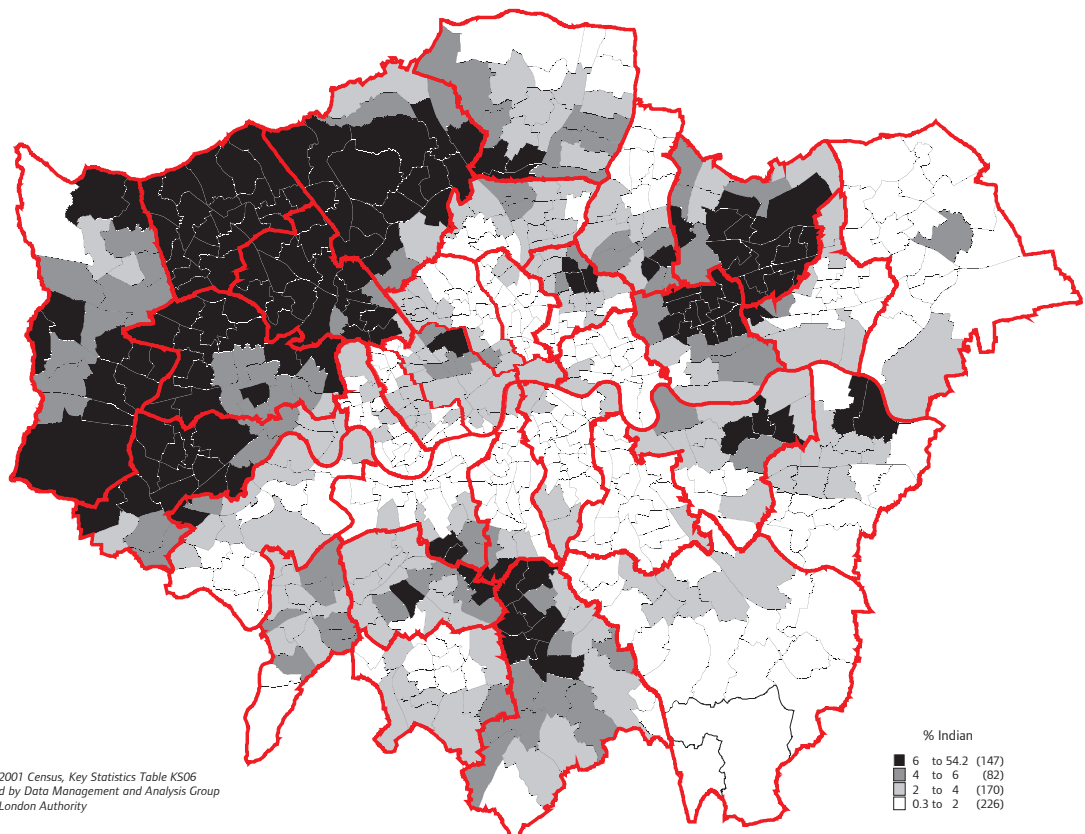 % Indian
6 to 54.2 (147)
4 to 6 (82)
2 to 4 (170)
0.3 to 2 (226)
2001 Census, Key Statistics Table KS06
d by Data Management and Analysis Group
London Authority